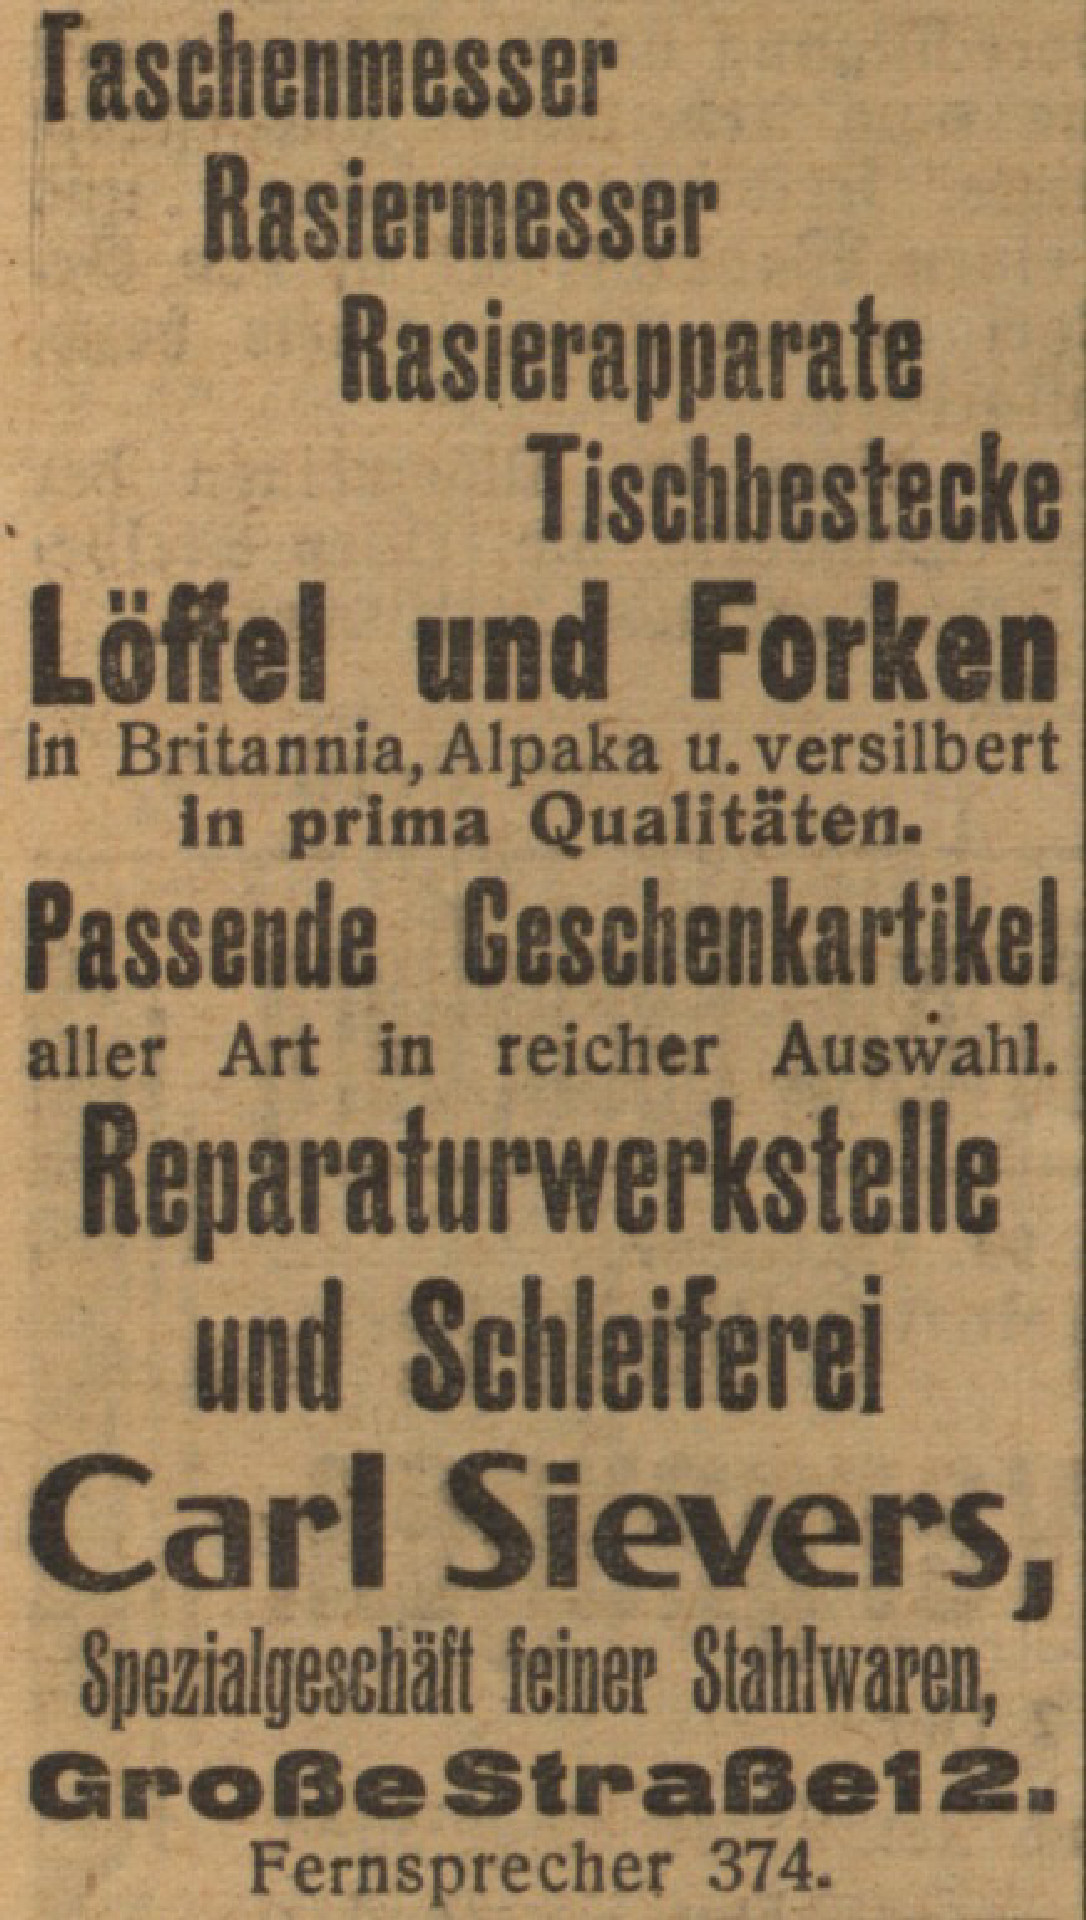 Taschenmesser
Rasiermesser
Rasierapparate
Tischbestecke
Löffel und Forken
in Britannia, Alpaka u. versilbert
in prima Qualitäten.
Passende Geschenkartikel
aller Art in reicher Auswahl.
Reparaturwerkstelle
und Schleiferei
Carl Sievers,
Spezialgeschäft feiner Stahlwaren,
Große Straße 12.
Fernsprecher 374.